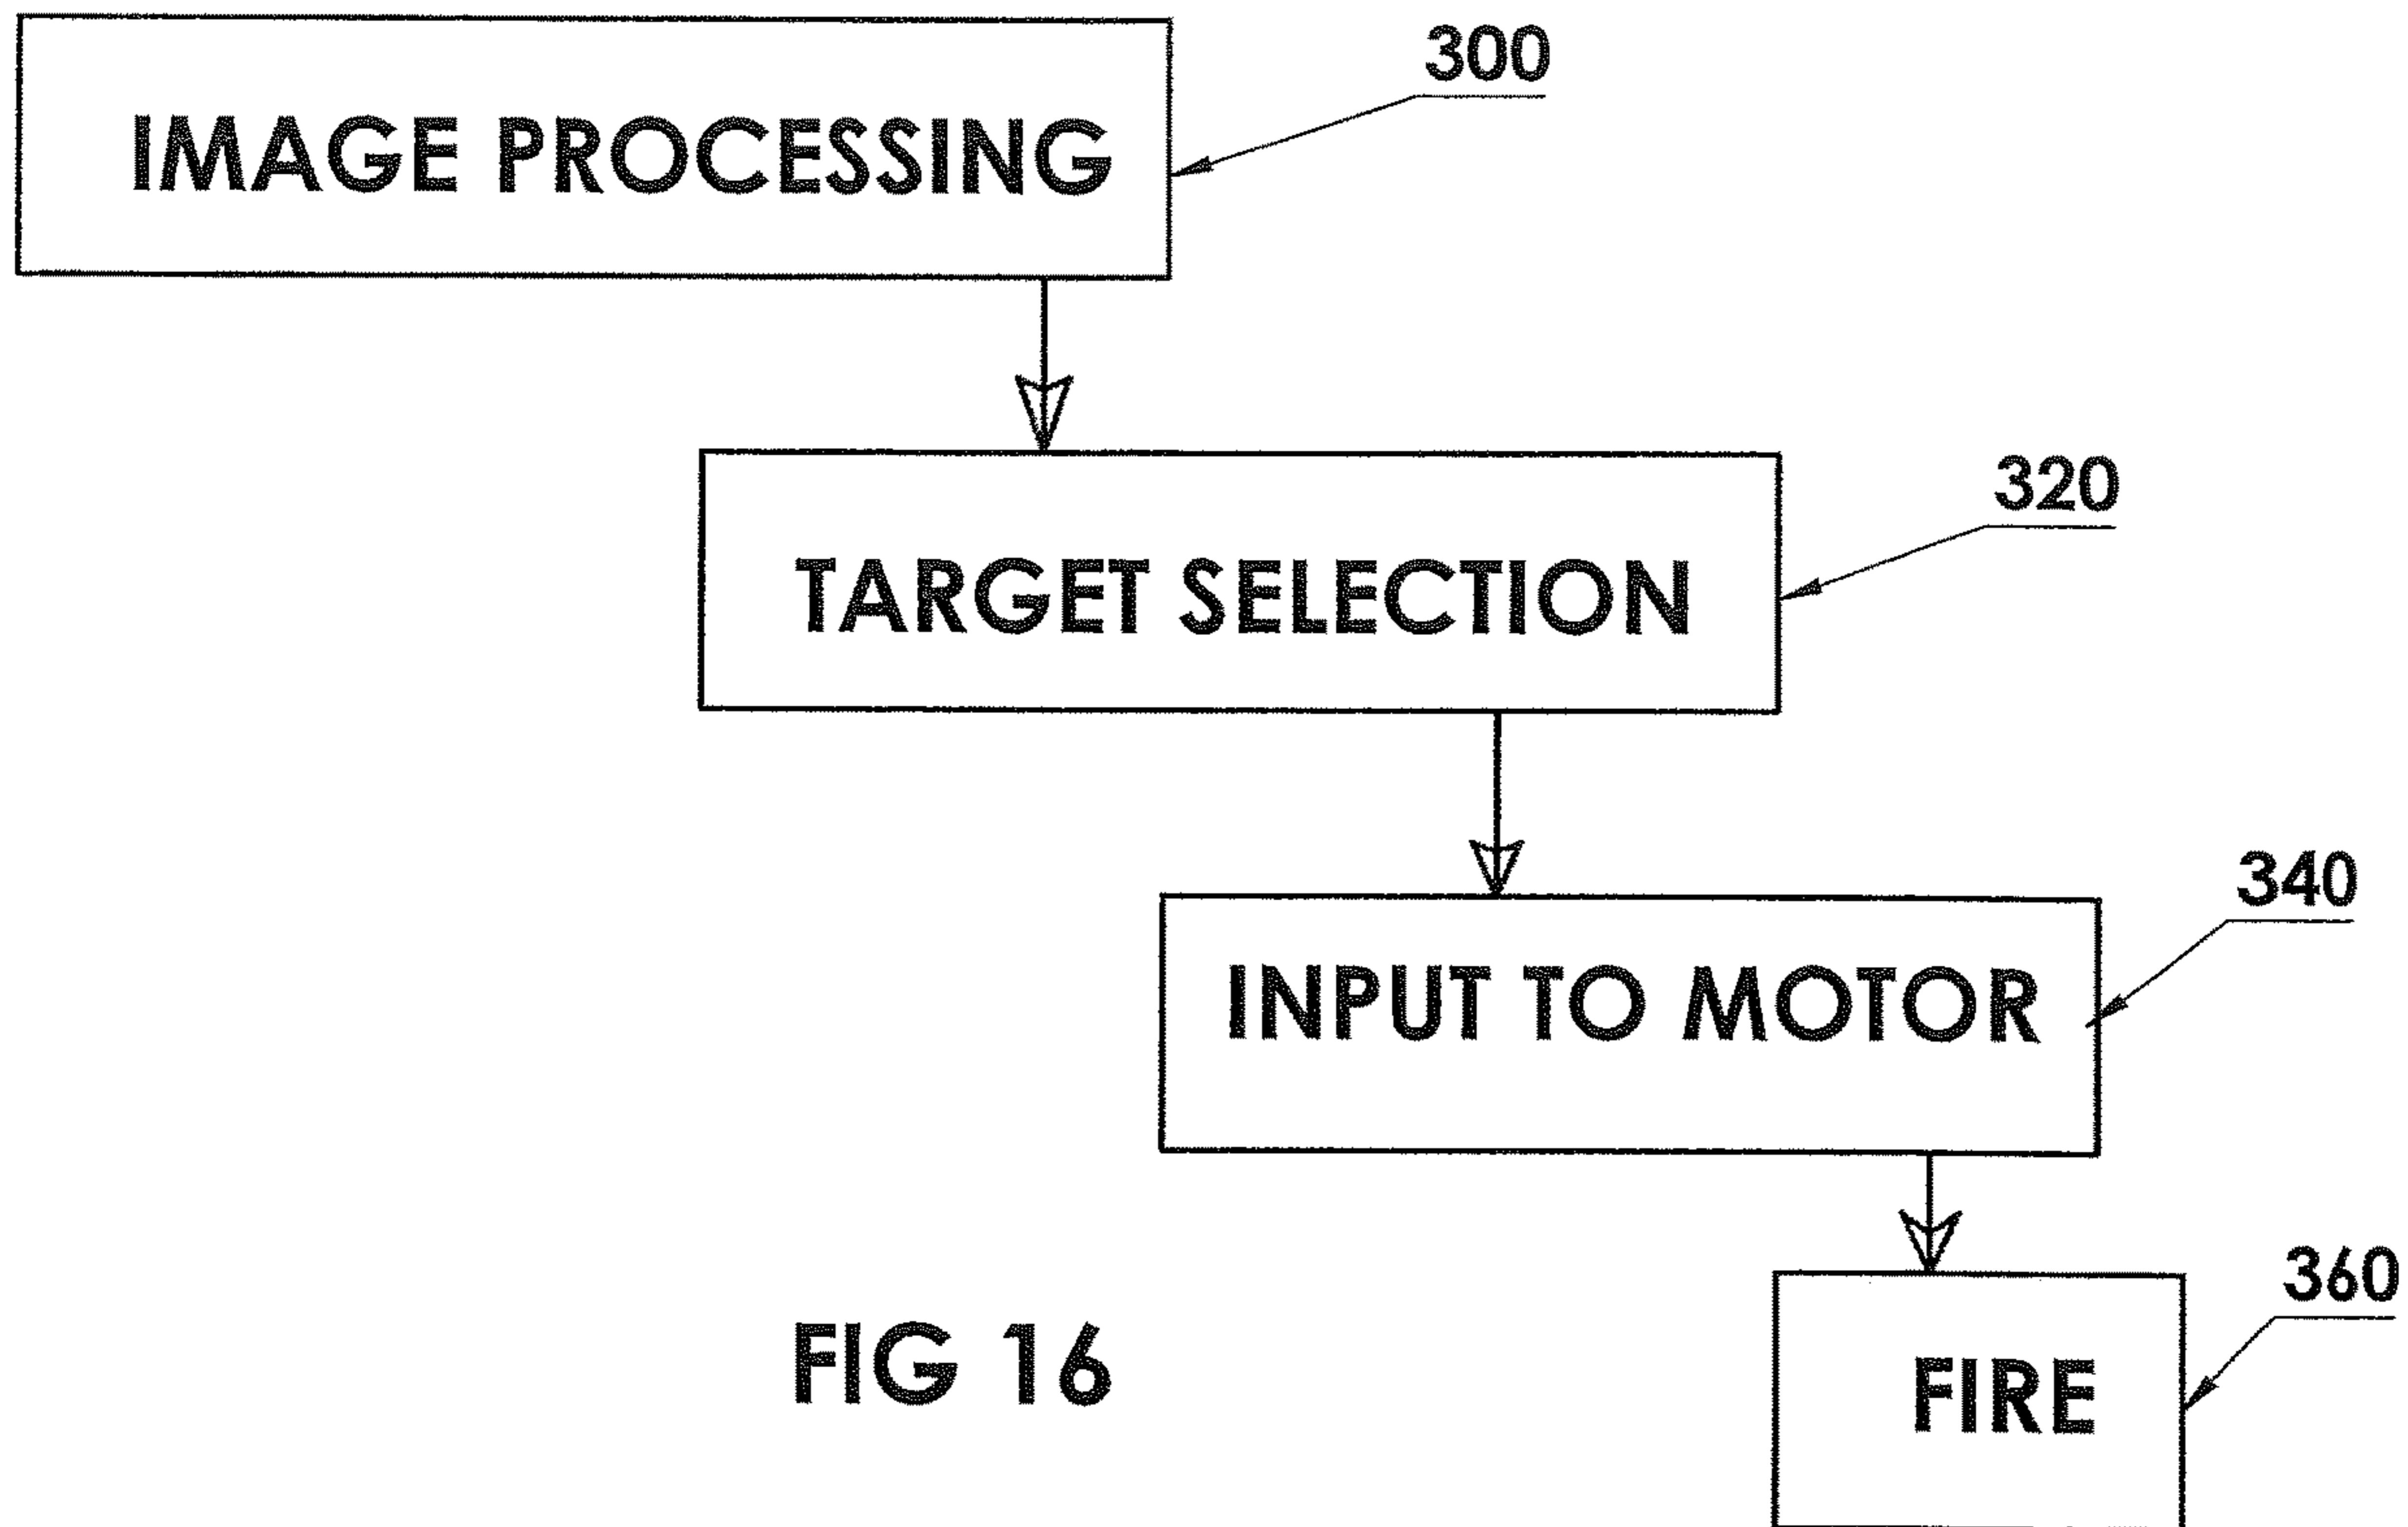 300
IMAGE PROCESSING
320
TARGET SELECTION
340
INPUT TO MOTOR
360
FIRE
FIG 16